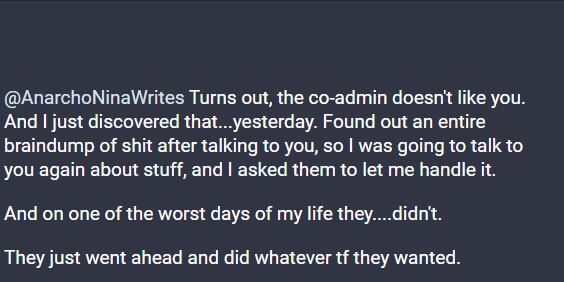 @AnarchoNinaWrites Turns out, the co-admin doesn't like you.
And I just discovered that...yesterday. Found out an entire
braindump of shit after talking to you, so I was going to talk to
you again about stuff, and I asked them to let me handle it.
And on one of the worst days of my life they....didn't.
They just went ahead and did whatever tf they wanted.